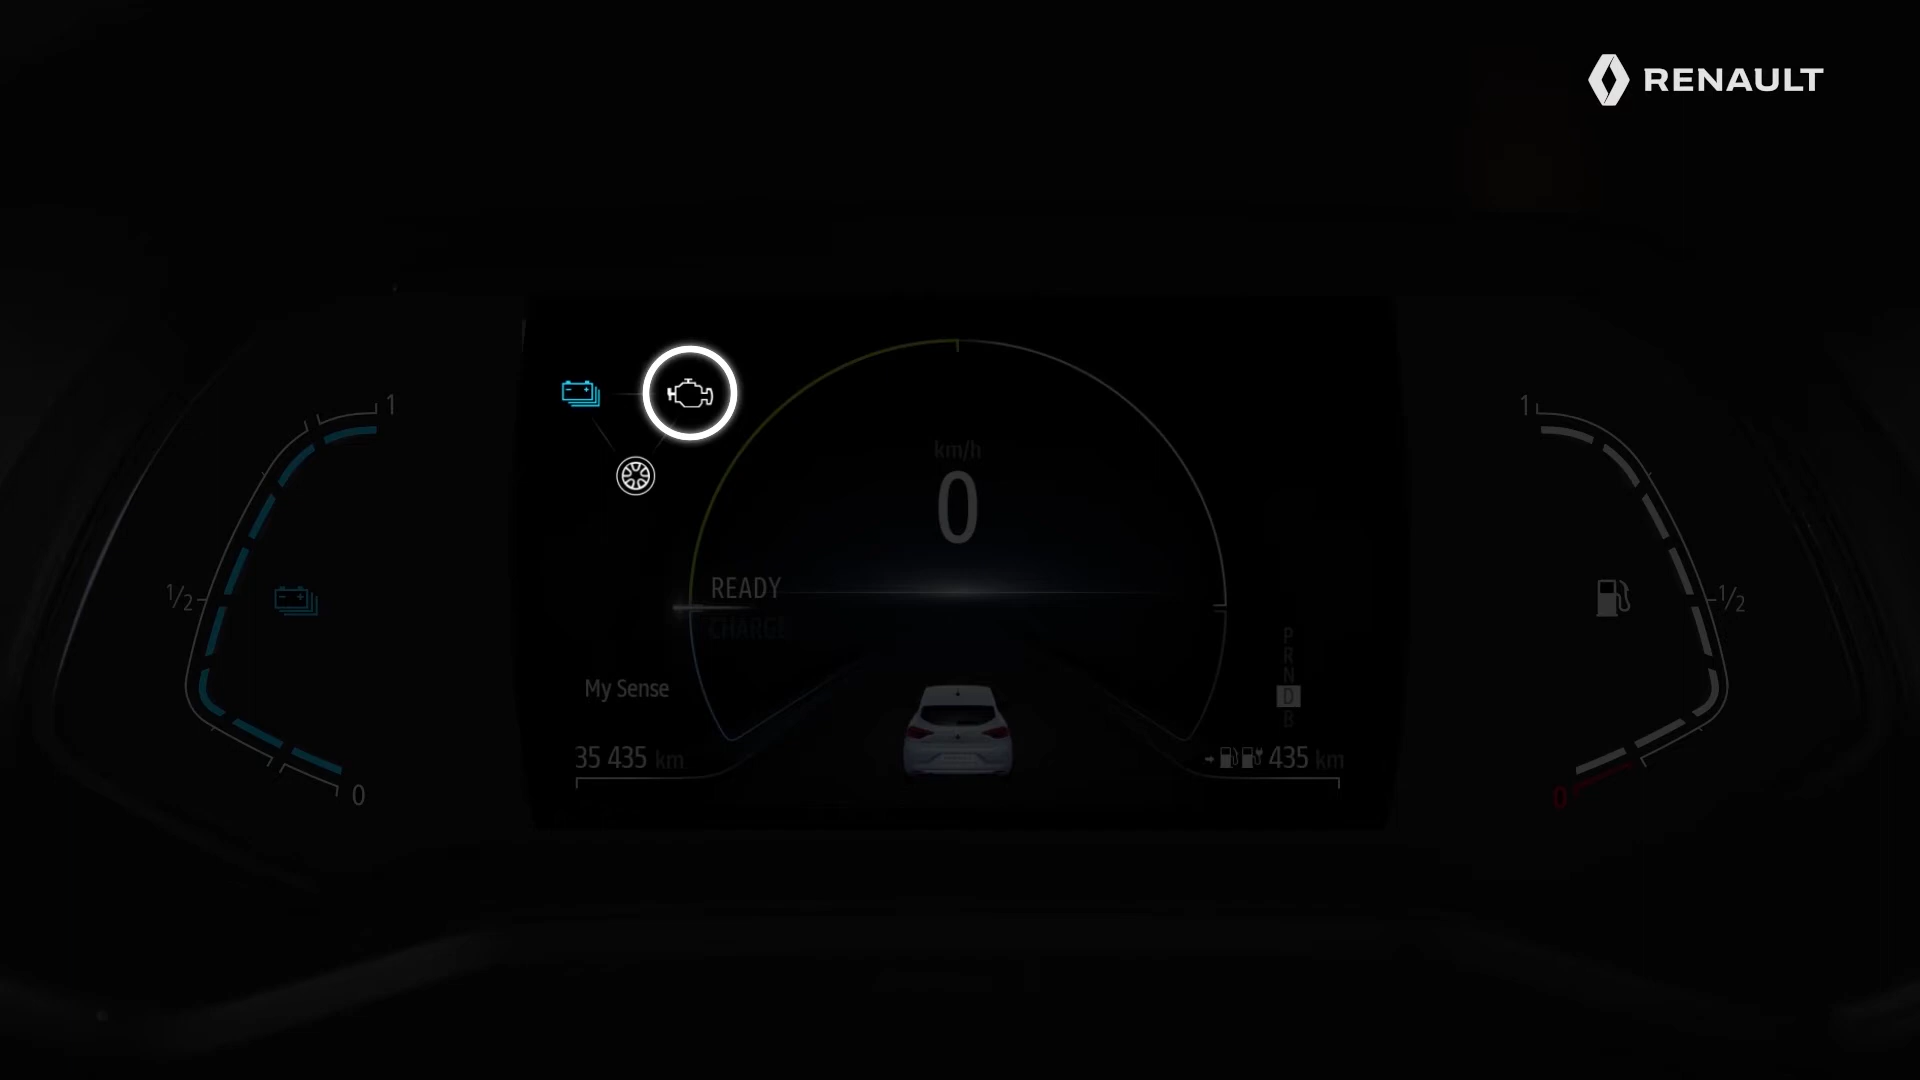 RENAULT
1
1
km/h
0
READY
CHARGE
1/2
1/2
P
R
N
D
B
My Sense
35 435 km
435 km
0
0